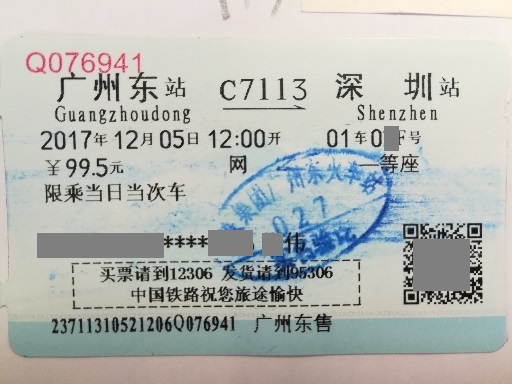 Q076941
广州东站 C7113 深圳站
Guangzhoudong Shenzhen
2017年12月05日 12:00开 01车0 F号
￥99.5元 网 一等座
限乘当日当次车
027
**** 伟
买票请到12306 发货请到95306
中国铁路祝您旅途愉快
23711310521206Q076941 广州东售